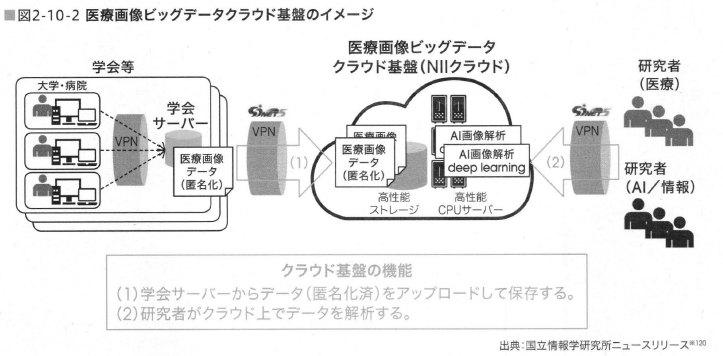 ■図2-10-2 医療画像ビッグデータクラウド基盤のイメージ
学会等
大学・病院
VPN
学会
サーバー
医療画像
データ
(匿名化)
SINET5
VPN
(1)
医療画像ビッグデータ
クラウド基盤(NIIクラウド)
医療画像
医療画像
データ
(匿名化)
高性能
ストレージ
AI画像解析
AI画像解析
deep learning
高性能
CPUサーバー
SINET5
VPN
(2)
研究者
(医療)
研究者
(AI/情報)
クラウド基盤の機能
(1)学会サーバーからデータ(匿名化済)をアップロードして保存する。
(2)研究者がクラウド上でデータを解析する。
出典:国立情報学研究所ニュースリリース※120